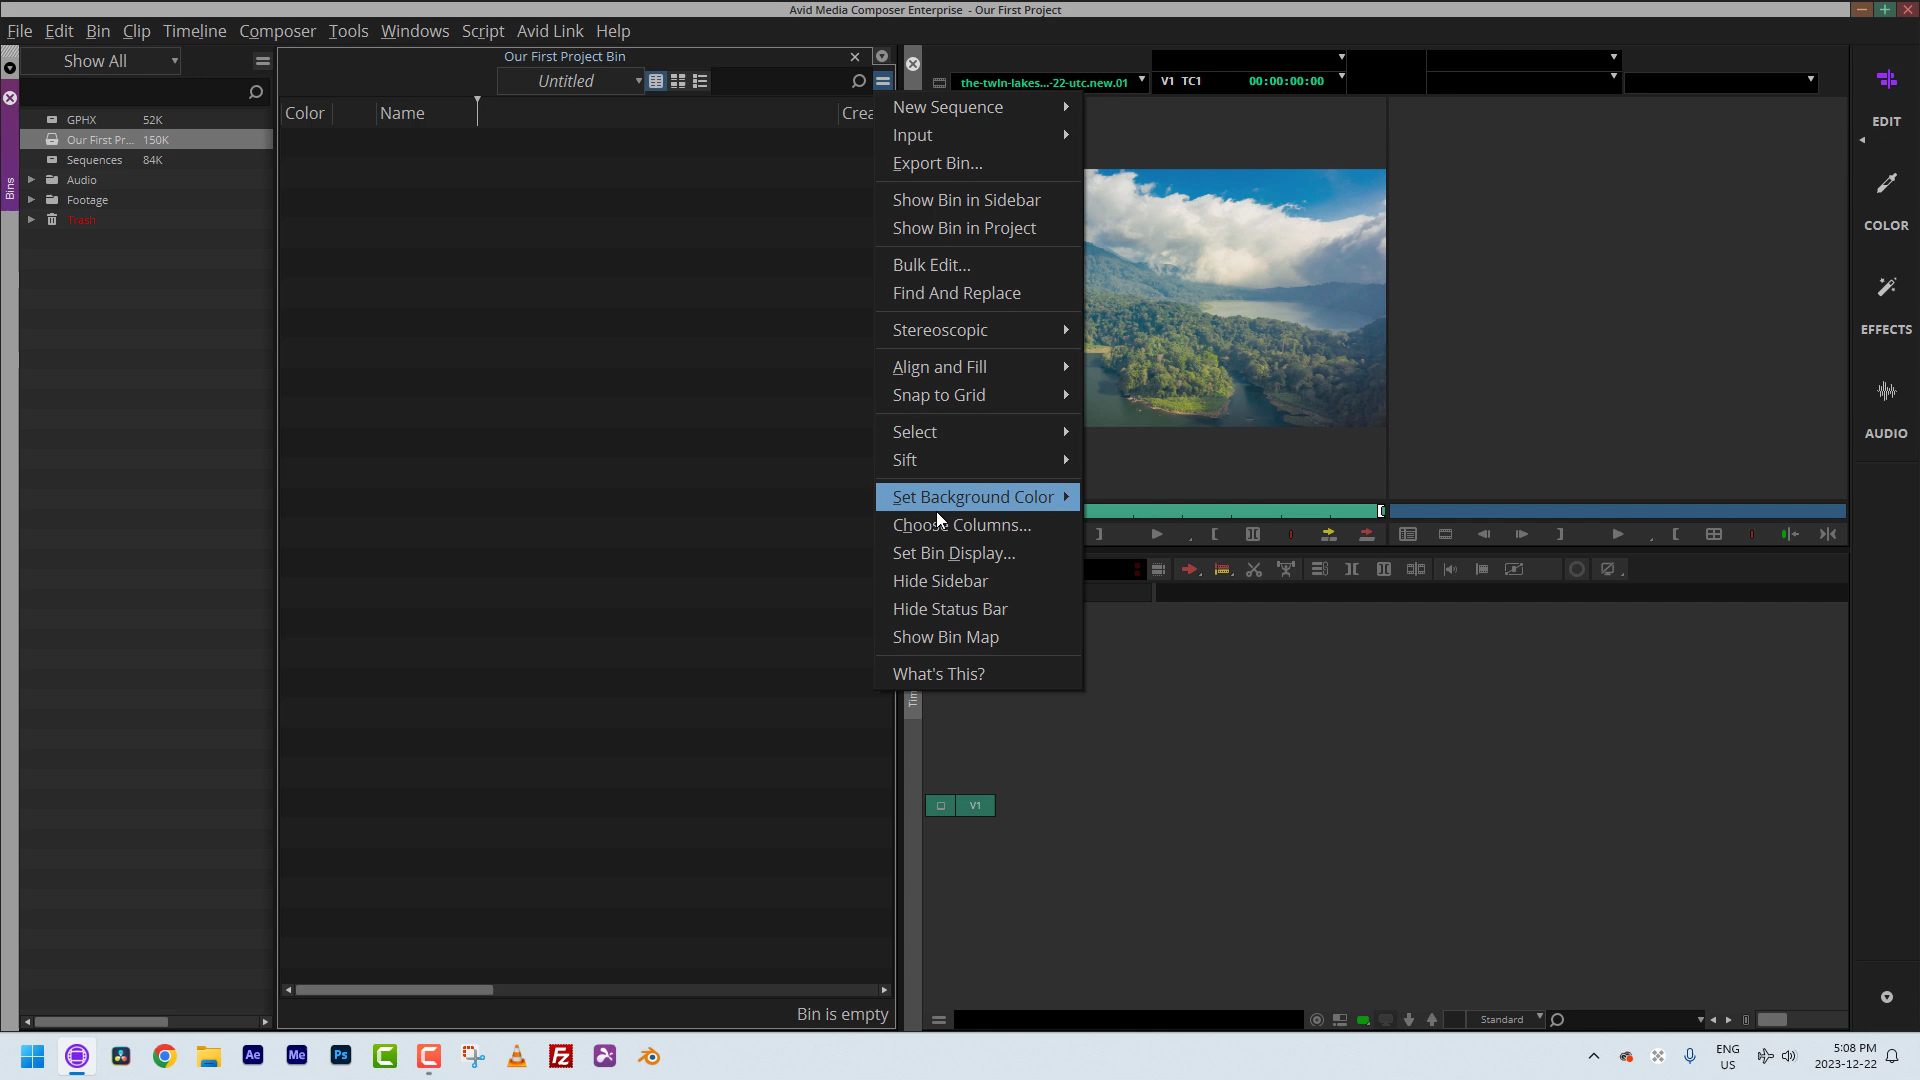 Avid Media Composer Enterprise - Our First Project
File Edit Bin Clip Timeline Composer Tools Windows Script Avid Link Help
Show All
Bins
GPHX 52K
Our First Pr... 150K
Sequences 84K
Audio
Footage
Trash
Our First Project Bin
Untitled
Color Name Crea
Bin is empty
New Sequence
Input
Export Bin...
Show Bin in Sidebar
Show Bin in Project
Bulk Edit...
Find And Replace
Stereoscopic
Align and Fill
Snap to Grid
Select
Sift
Set Background Color
Choose Columns...
Set Bin Display...
Hide Sidebar
Hide Status Bar
Show Bin Map
What's This?
the-twin-lakes...-22-utc.new.01
V1 TC1 00:00:00:00
V1
Standard
EDIT
COLOR
EFFECTS
AUDIO
Ae
Me
Ps
C
C
Fz
ENG
US
5:08 PM
2023-12-22